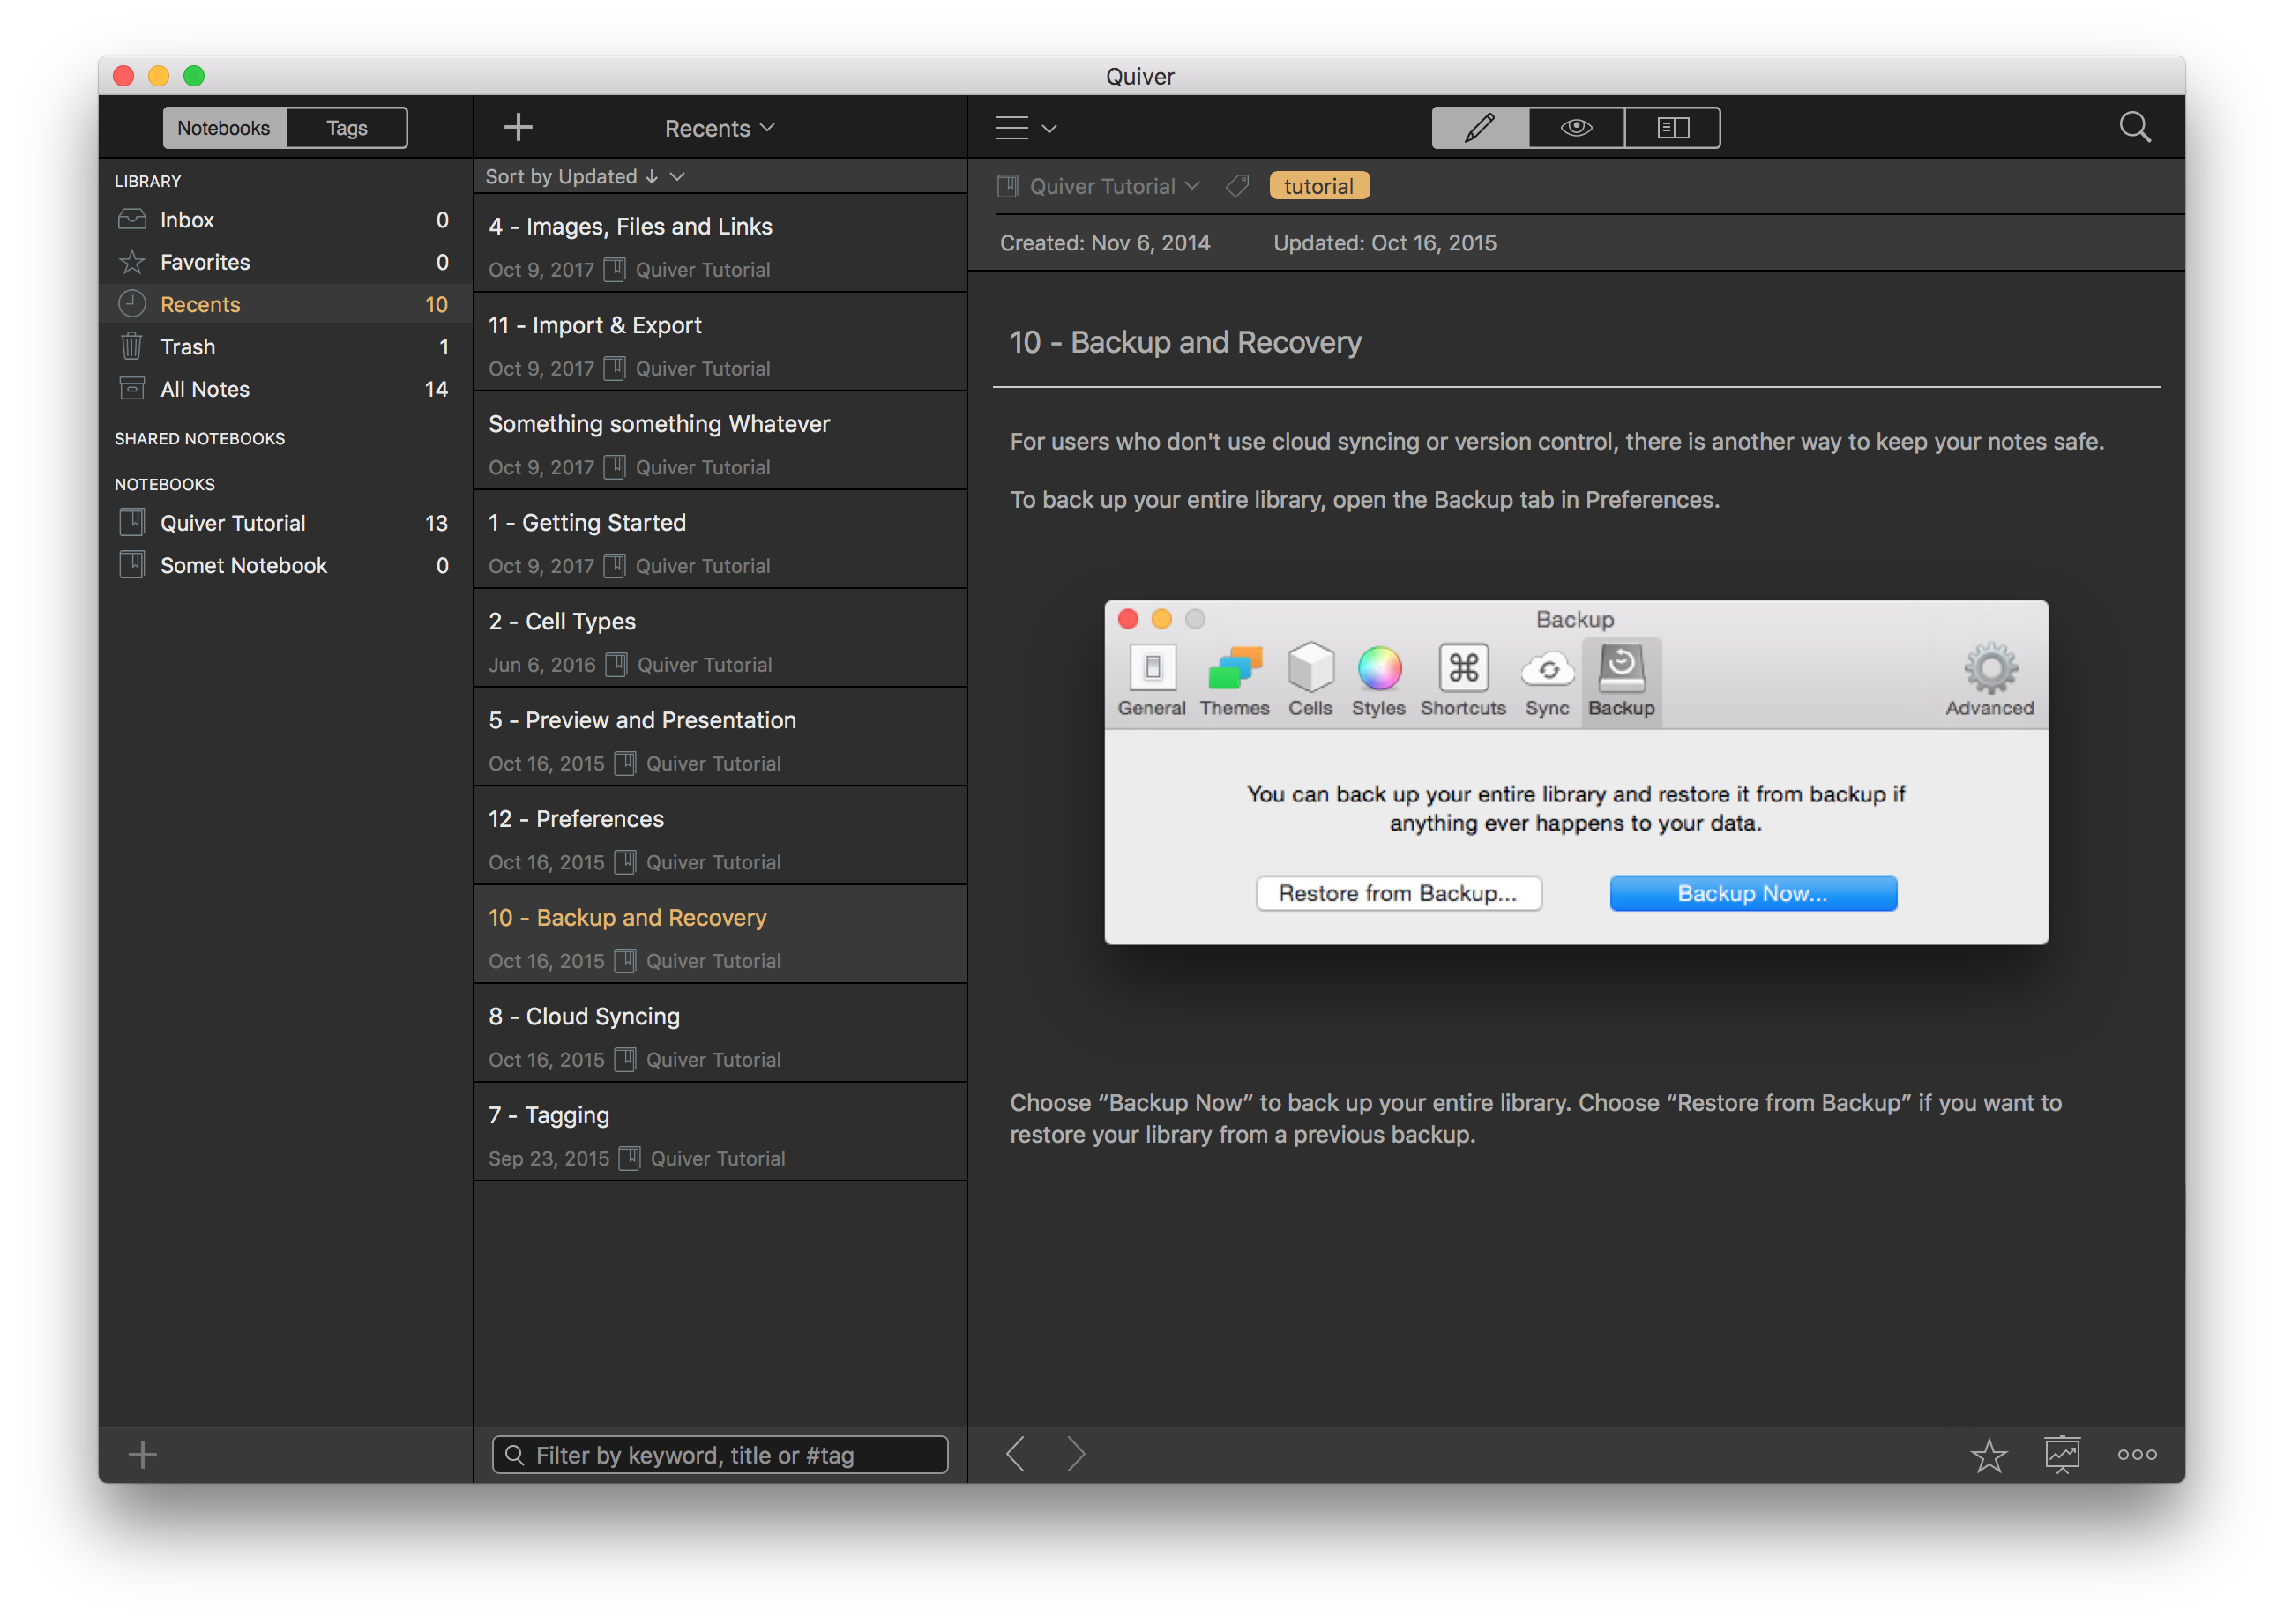 Quiver
Notebooks
Tags
LIBRARY
Inbox 0
Favorites 0
Recents 10
Trash 1
All Notes 14
SHARED NOTEBOOKS
NOTEBOOKS
Quiver Tutorial 13
Somet Notebook 0
Recents
Sort by Updated ↓
4 - Images, Files and Links
Oct 9, 2017 Quiver Tutorial
11 - Import & Export
Oct 9, 2017 Quiver Tutorial
Something something Whatever
Oct 9, 2017 Quiver Tutorial
1 - Getting Started
Oct 9, 2017 Quiver Tutorial
2 - Cell Types
Jun 6, 2016 Quiver Tutorial
5 - Preview and Presentation
Oct 16, 2015 Quiver Tutorial
12 - Preferences
Oct 16, 2015 Quiver Tutorial
10 - Backup and Recovery
Oct 16, 2015 Quiver Tutorial
8 - Cloud Syncing
Oct 16, 2015 Quiver Tutorial
7 - Tagging
Sep 23, 2015 Quiver Tutorial
Filter by keyword, title or #tag
Quiver Tutorial tutorial
Created: Nov 6, 2014 Updated: Oct 16, 2015
10 - Backup and Recovery
For users who don't use cloud syncing or version control, there is another way to keep your notes safe.
To back up your entire library, open the Backup tab in Preferences.
Backup
General Themes Cells Styles Shortcuts Sync Backup Advanced
You can back up your entire library and restore it from backup if
anything ever happens to your data.
Restore from Backup...
Backup Now...
Choose “Backup Now” to back up your entire library. Choose “Restore from Backup” if you want to
restore your library from a previous backup.